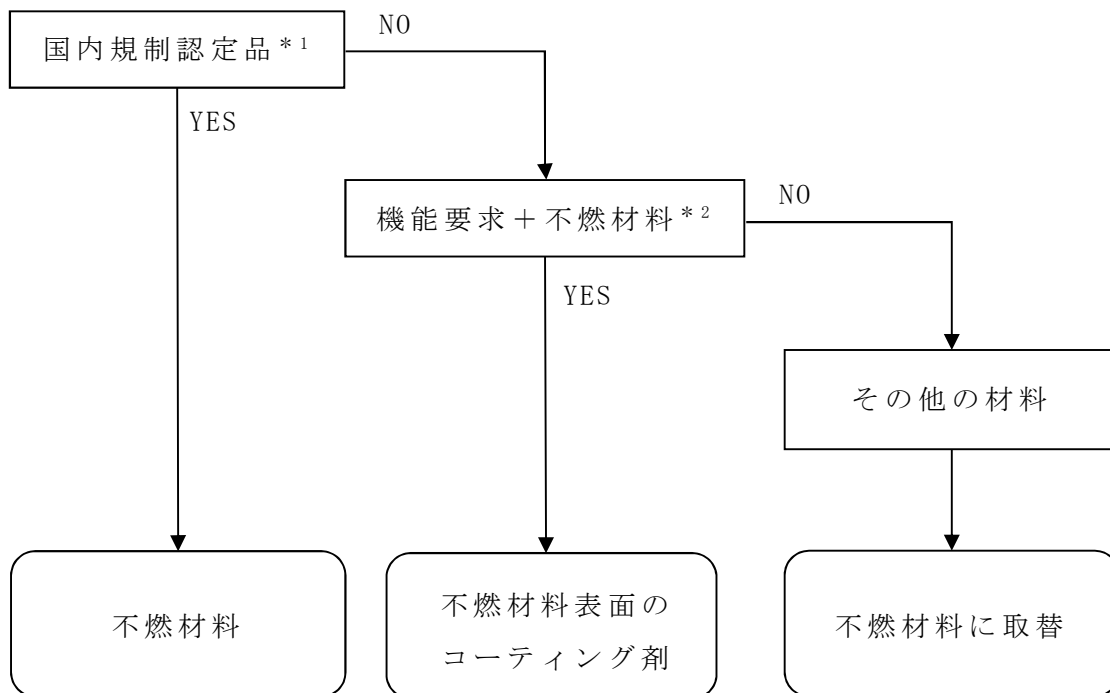 国内規制認定品*1
NO
YES
機能要求+不燃材料*2
NO
YES
その他の材料
不燃材料
不燃材料表面の
コーティング剤
不燃材料に取替